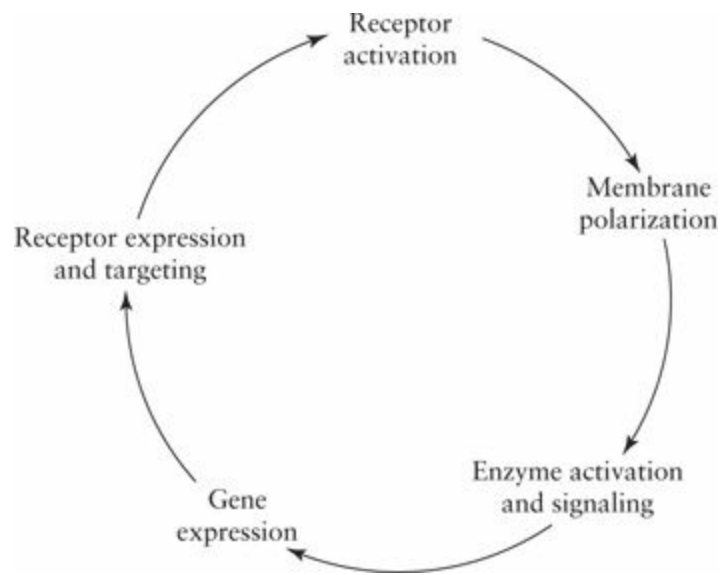 Receptor
activation
Membrane
polarization
Enzyme activation
and signaling
Gene
expression
Receptor expression
and targeting